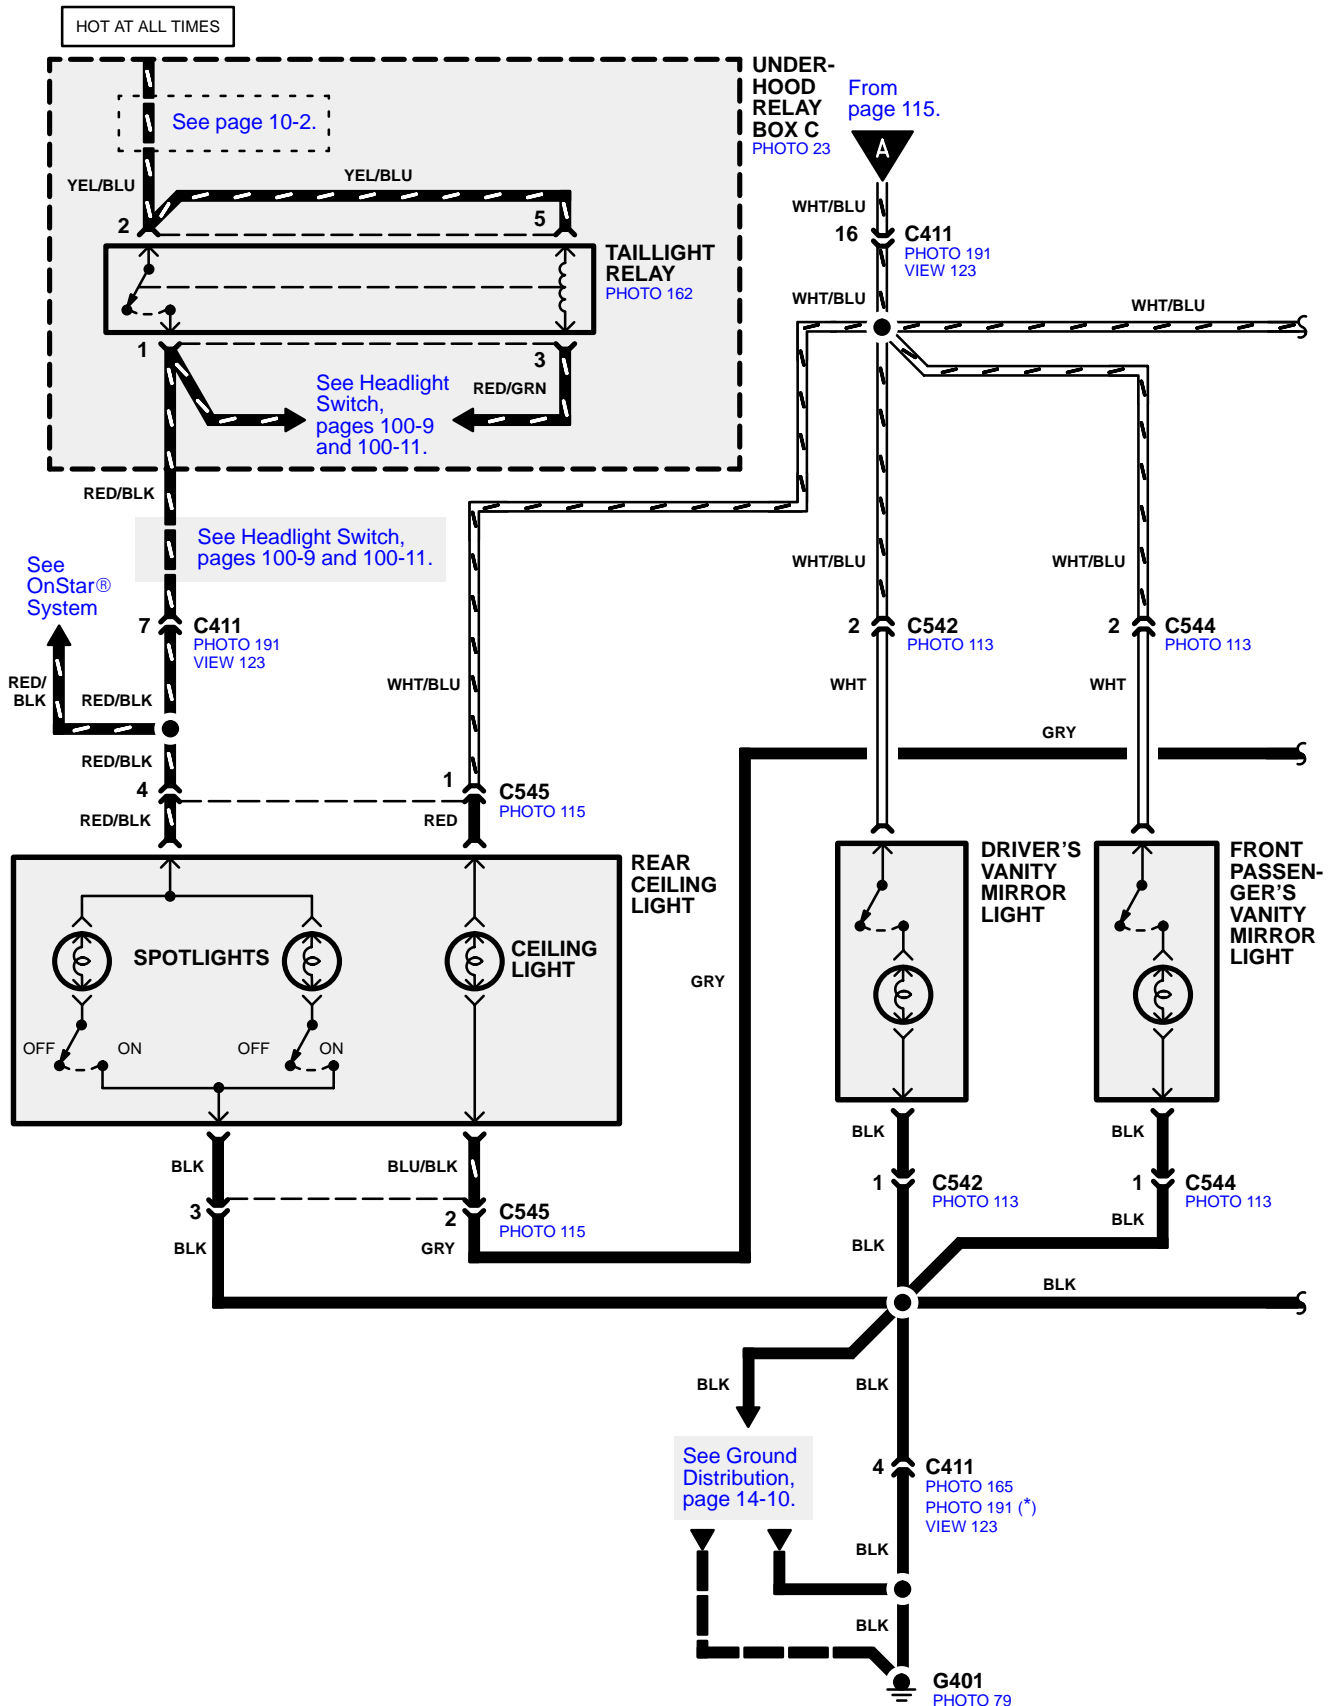 HOT AT ALL TIMES
UNDER-
HOOD
RELAY
BOX C
PHOTO 23
From
page 115.
A
See page 10-2.
YEL/BLU
YEL/BLU
2
5
WHT/BLU
16
C411
PHOTO 191
VIEW 123
TAILLIGHT
RELAY
PHOTO 162
WHT/BLU
WHT/BLU
1
3
See Headlight
Switch,
pages 100-9
and 100-11.
RED/GRN
RED/BLK
See Headlight Switch,
pages 100-9 and 100-11.
See
OnStar®
System
WHT/BLU
WHT/BLU
7
C411
PHOTO 191
VIEW 123
2
C542
PHOTO 113
2
C544
PHOTO 113
RED/
BLK
RED/BLK
WHT/BLU
WHT
WHT
GRY
RED/BLK
4
1
C545
PHOTO 115
RED/BLK
RED
REAR
CEILING
LIGHT
DRIVER'S
VANITY
MIRROR
LIGHT
FRONT
PASSEN-
GER'S
VANITY
MIRROR
LIGHT
SPOTLIGHTS
CEILING
LIGHT
GRY
OFF
ON
OFF
ON
BLK
BLK
BLK
BLU/BLK
1
C542
PHOTO 113
1
C544
PHOTO 113
3
2
C545
PHOTO 115
BLK
BLK
GRY
BLK
BLK
BLK
BLK
See Ground
Distribution,
page 14-10.
4
C411
PHOTO 165
PHOTO 191 (*)
VIEW 123
BLK
BLK
G401
PHOTO 79